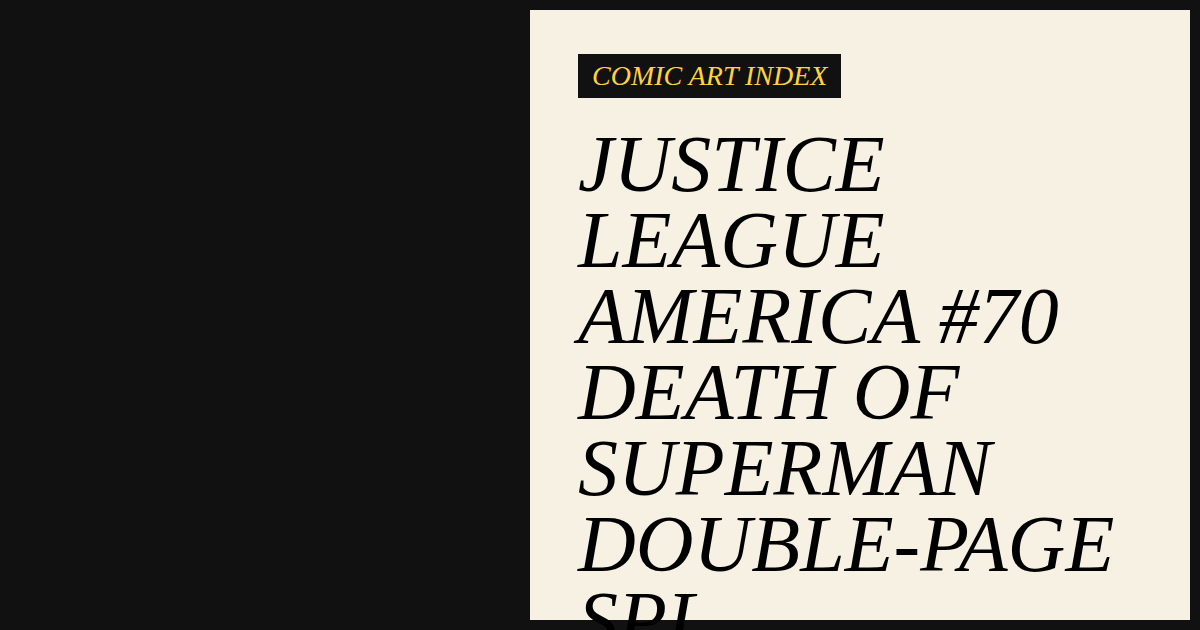 COMIC ART INDEX
JUSTICE
LEAGUE
AMERICA #70
DEATH OF
SUPERMAN
DOUBLE-PAGE